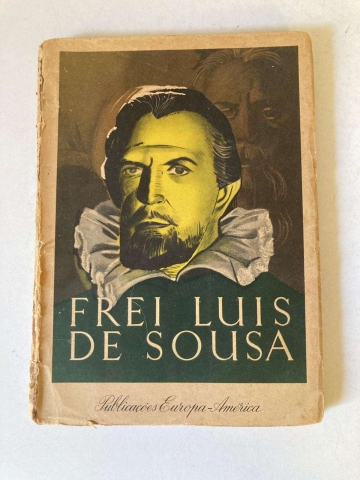 FREI LUIS
DE SOUSA
Publicações Europa-América